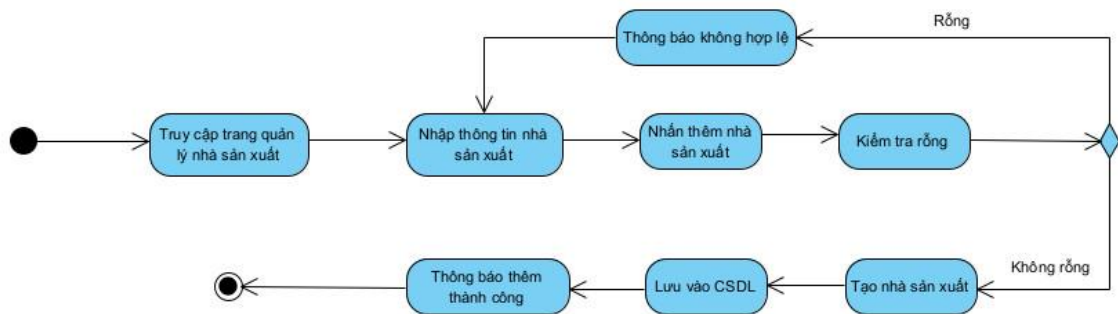 Rỗng
Thông báo không hợp lệ
Truy cập trang quản
lý nhà sản xuất
Nhập thông tin nhà
sản xuất
Nhấn thêm nhà
sản xuất
Kiểm tra rỗng
Không rỗng
Thông báo thêm
thành công
Lưu vào CSDL
Tạo nhà sản xuất